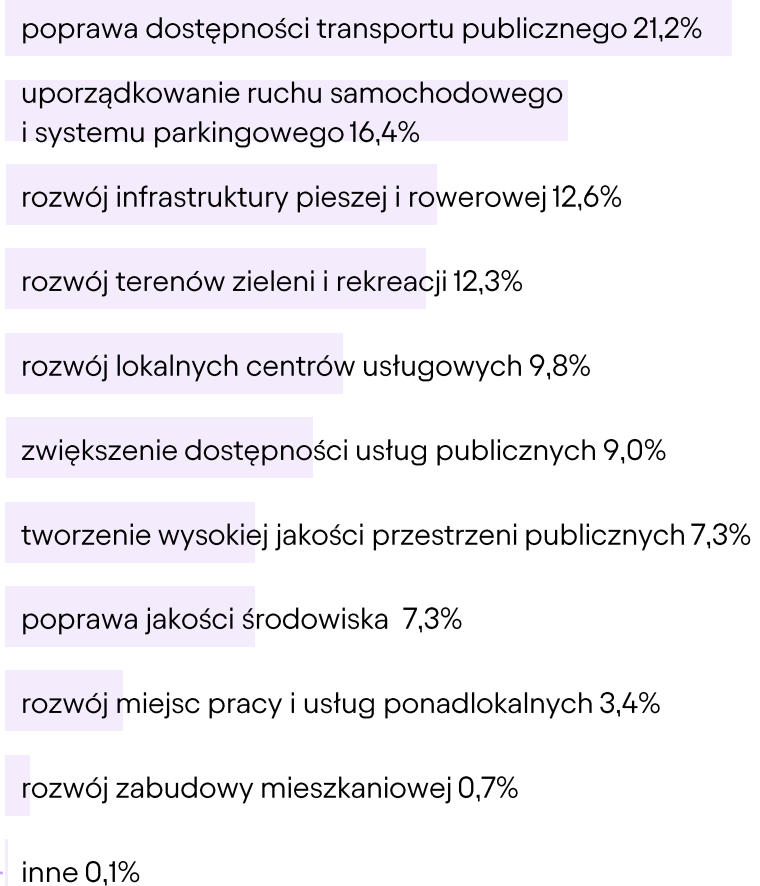 poprawa dostępności transportu publicznego 21,2%
uporządkowanie ruchu samochodowego
i systemu parkingowego 16,4%
rozwój infrastruktury pieszej i rowerowej 12,6%
rozwój terenów zieleni i rekreacji 12,3%
rozwój lokalnych centrów usługowych 9,8%
zwiększenie dostępności usług publicznych 9,0%
tworzenie wysokiej jakości przestrzeni publicznych 7,3%
poprawa jakości środowiska 7,3%
rozwój miejsc pracy i usług ponadlokalnych 3,4%
rozwój zabudowy mieszkaniowej 0,7%
inne 0,1%